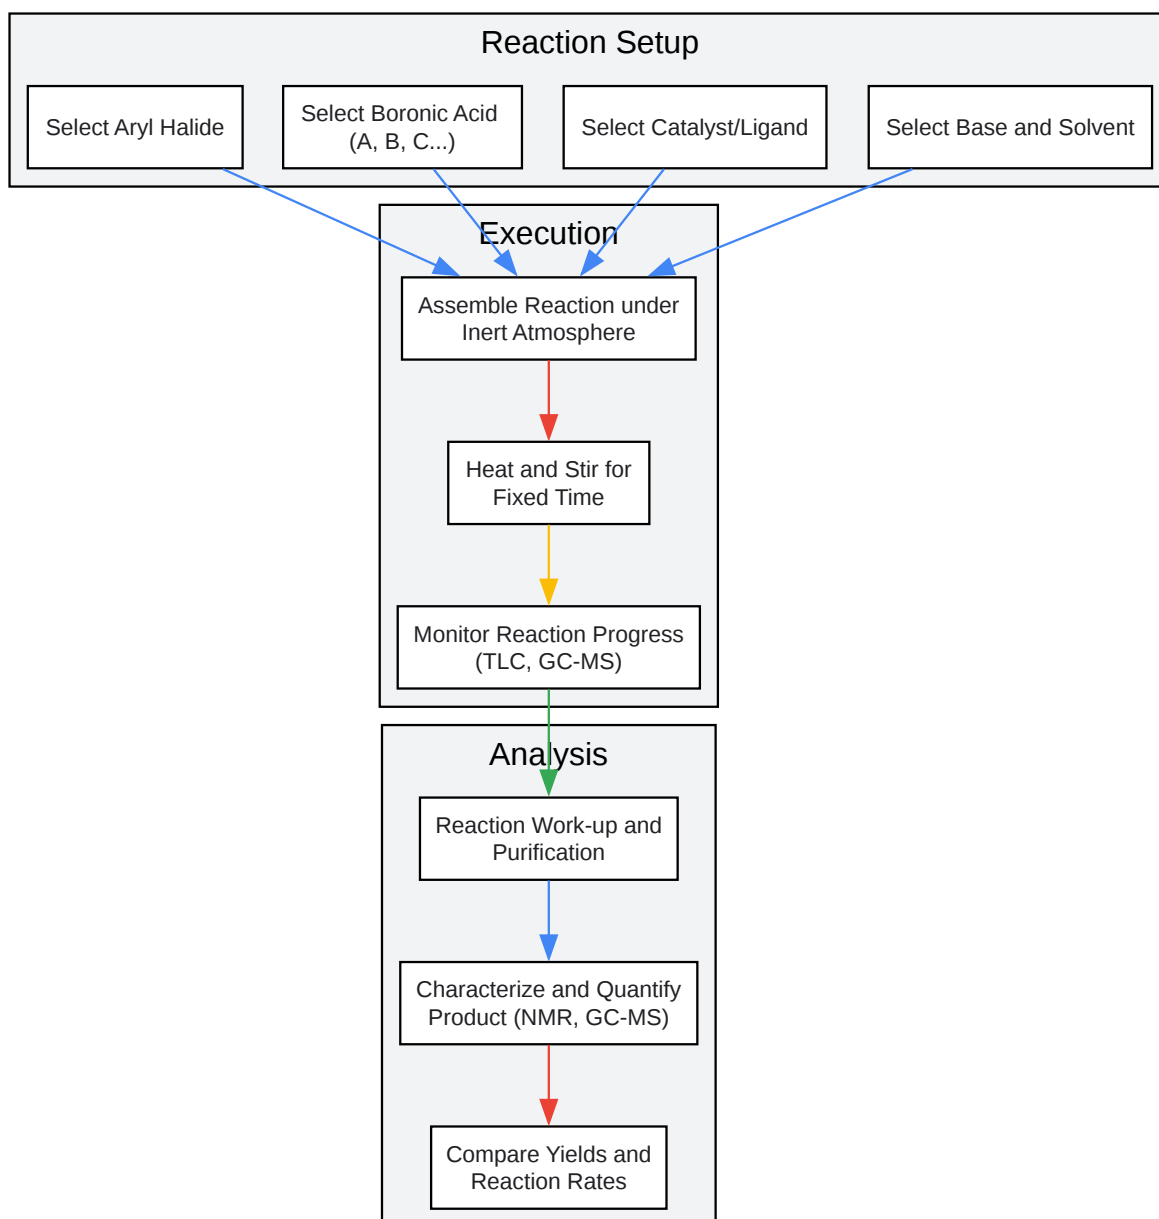 Reaction Setup
Select Aryl Halide
Select Boronic Acid
(A, B, C...)
Select Catalyst/Ligand
Select Base and Solvent
Execution
Assemble Reaction under
Inert Atmosphere
Heat and Stir for
Fixed Time
Monitor Reaction Progress
(TLC, GC-MS)
Analysis
Reaction Work-up and
Purification
Characterize and Quantify
Product (NMR, GC-MS)
Compare Yields and
Reaction Rates